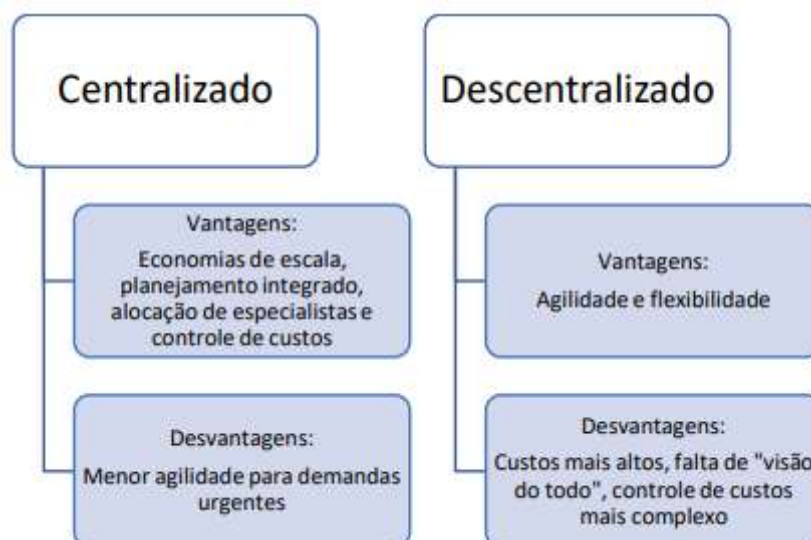 Centralizado
Vantagens:
Economias de escala,
planejamento integrado,
alocação de especialistas e
controle de custos
Desvantagens:
Menor agilidade para demandas
urgentes
Descentralizado
Vantagens:
Agilidade e flexibilidade
Desvantagens:
Custos mais altos, falta de "visão
do todo", controle de custos
mais complexo